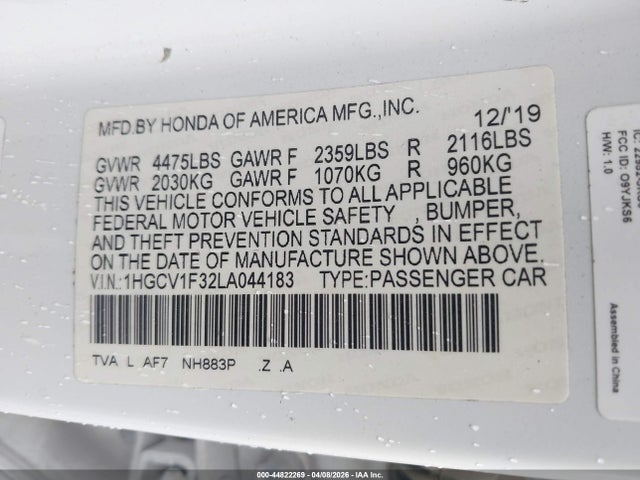 MFD.BY HONDA OF AMERICA MFG.,INC. 12/'19
GVWR 4475LBS GAWR F 2359LBS R 2116LBS
GVWR 2030KG GAWR F 1070KG R 960KG
THIS VEHICLE CONFORMS TO ALL APPLICABLE
FEDERAL MOTOR VEHICLE SAFETY , BUMPER,
AND THEFT PREVENTION STANDARDS IN EFFECT
ON THE DATE OF MANUFACTURE SHOWN ABOVE.
V.I.N.:1HGCV1F32LA044183 TYPE:PASSENGER CAR
TVA L AF7 NH883P .Z .A
FCC ID: O9YJKS6
H/W: 1.0
Assembled in China
000-44822269 - 04/08/2026 - IAA Inc.